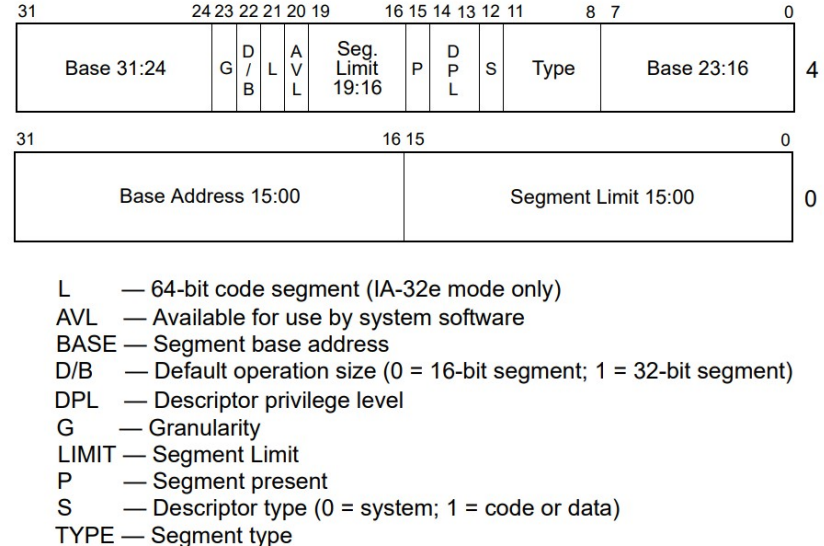 31 24 23 22 21 20 19 16 15 14 13 12 11 8 7 0
Base 31:24 G D/B L AVL Seg. Limit 19:16 P DPL S Type Base 23:16 4
31 16 15 0
Base Address 15:00 Segment Limit 15:00 0
L — 64-bit code segment (IA-32e mode only)
AVL — Available for use by system software
BASE — Segment base address
D/B — Default operation size (0 = 16-bit segment; 1 = 32-bit segment)
DPL — Descriptor privilege level
G — Granularity
LIMIT — Segment Limit
P — Segment present
S — Descriptor type (0 = system; 1 = code or data)
TYPE — Segment type